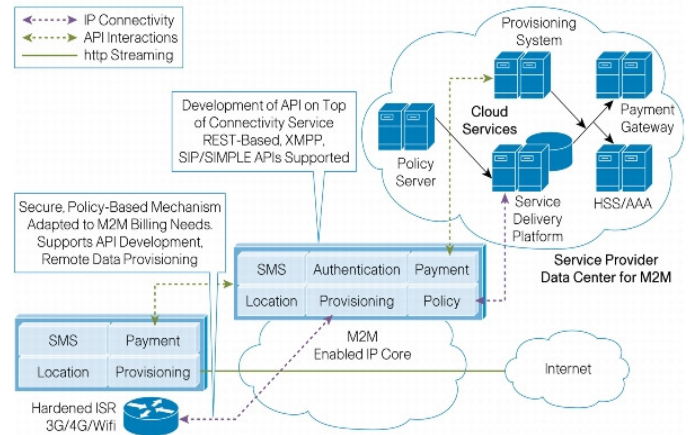 IP Connectivity
API Interactions
http Streaming
Provisioning
System
Cloud
Services
Payment
Gateway
Policy
Server
Service
Delivery
Platform
HSS/AAA
Service Provider
Data Center for M2M
Development of API on Top
of Connectivity Service
REST-Based, XMPP,
SIP/SIMPLE APIs Supported
Secure, Policy-Based Mechanism
Adapted to M2M Billing Needs.
Supports API Development,
Remote Data Provisioning
SMS
Authentication
Payment
Location
Provisioning
Policy
SMS
Payment
Location
Provisioning
M2M
Enabled IP Core
Internet
Hardened ISR
3G/4G/Wifi